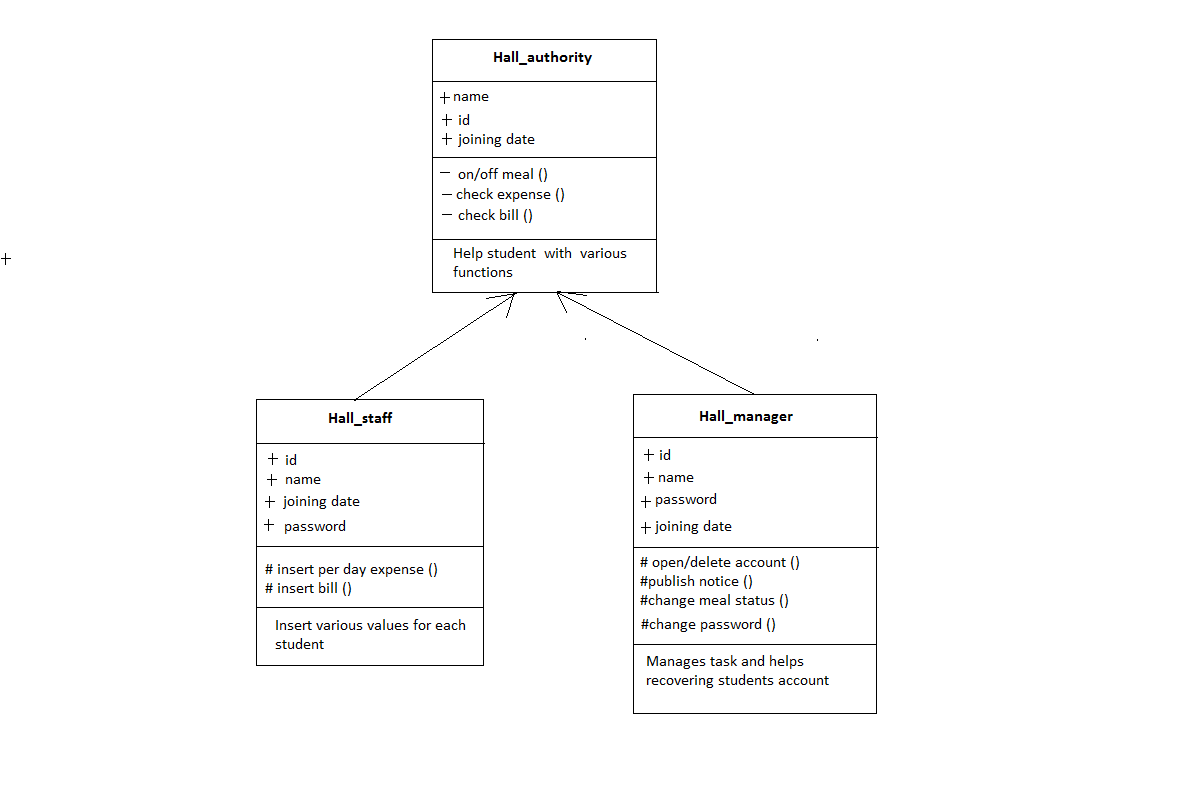 Hall_authority
+ name
+ id
+ joining date
− on/off meal ()
− check expense ()
− check bill ()
Help student with various
functions
+
Hall_staff
+ id
+ name
+ joining date
+ password
# insert per day expense ()
# insert bill ()
Insert various values for each
student
Hall_manager
+ id
+ name
+ password
+ joining date
# open/delete account ()
#publish notice ()
#change meal status ()
#change password ()
Manages task and helps
recovering students account